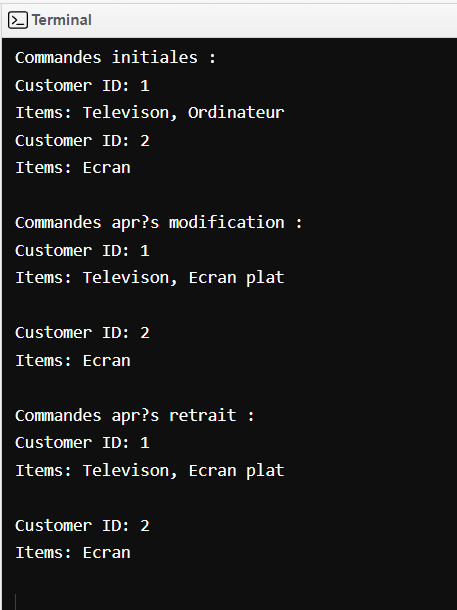 Terminal
Commandes initiales :
Customer ID: 1
Items: Televison, Ordinateur
Customer ID: 2
Items: Ecran
Commandes apr?s modification :
Customer ID: 1
Items: Televison, Ecran plat
Customer ID: 2
Items: Ecran
Commandes apr?s retrait :
Customer ID: 1
Items: Televison, Ecran plat
Customer ID: 2
Items: Ecran